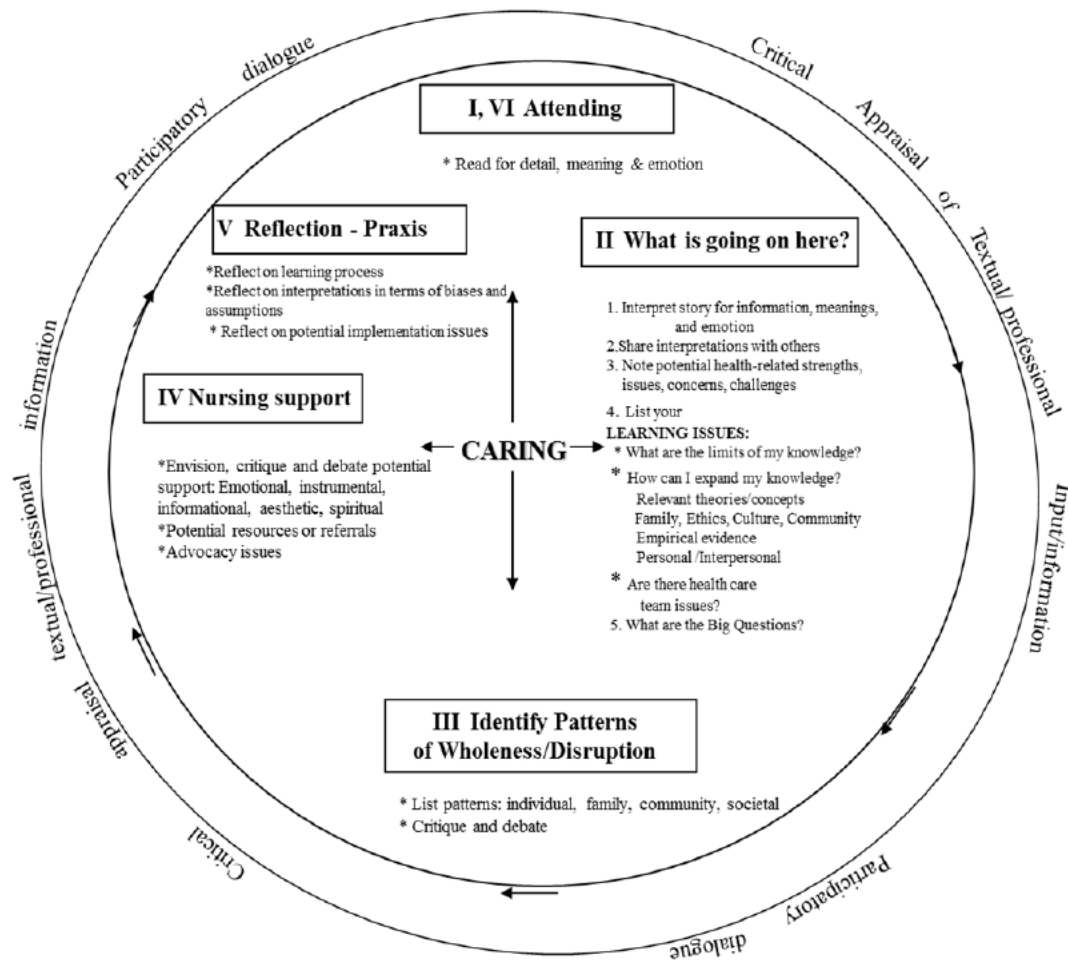 Participatory dialogue
Critical Appraisal of Textual/ professional Input/information
I, VI Attending
* Read for detail, meaning & emotion
V Reflection - Praxis
*Reflect on learning process
*Reflect on interpretations in terms of biases and
assumptions
* Reflect on potential implementation issues
II What is going on here?
1. Interpret story for information, meanings,
and emotion
2.Share interpretations with others
3. Note potential health-related strengths,
issues, concerns, challenges
4. List your
LEARNING ISSUES:
* What are the limits of my knowledge?
* How can I expand my knowledge?
Relevant theories/concepts
Family, Ethics, Culture, Community
Empirical evidence
Personal /Interpersonal
* Are there health care
team issues?
5. What are the Big Questions?
IV Nursing support
*Envision, critique and debate potential
support: Emotional, instrumental,
informational, aesthetic, spiritual
*Potential resources or referrals
*Advocacy issues
CARING
III Identify Patterns
of Wholeness/Disruption
* List patterns: individual, family, community, societal
* Critique and debate
Participatory dialogue
Critical appraisal textual/professional information